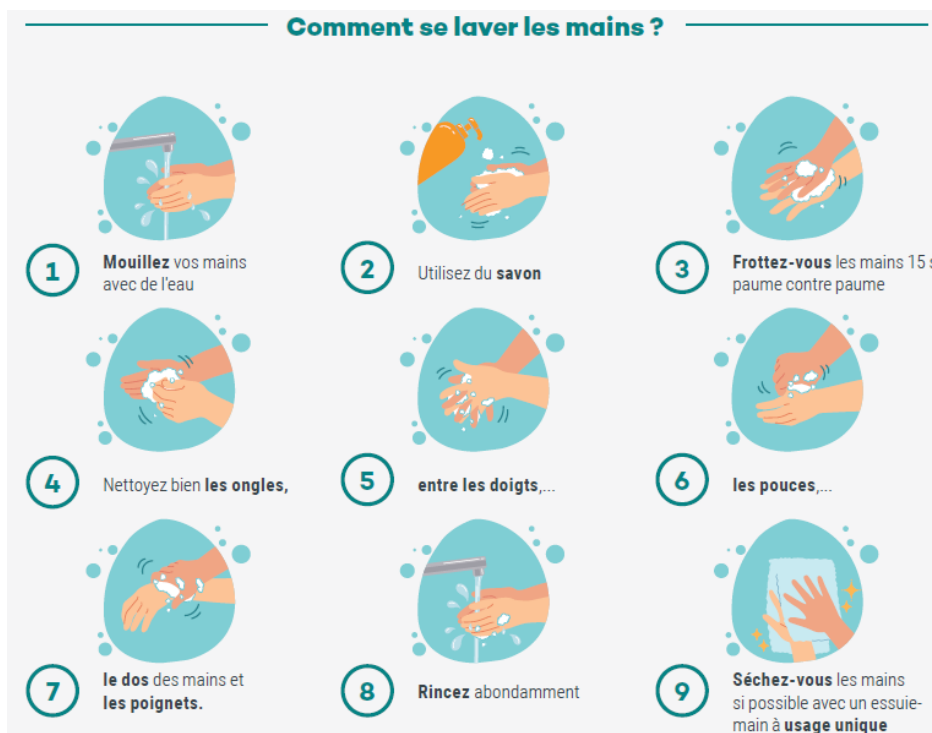 Comment se laver les mains ?
1
Mouillez vos mains
avec de l'eau
2
Utilisez du savon
3
Frottez-vous les mains 15 s
paume contre paume
4
Nettoyez bien les ongles,
5
entre les doigts,...
6
les pouces,...
7
le dos des mains et
les poignets.
8
Rincez abondamment
9
Séchez-vous les mains
si possible avec un essuie-
main à usage unique